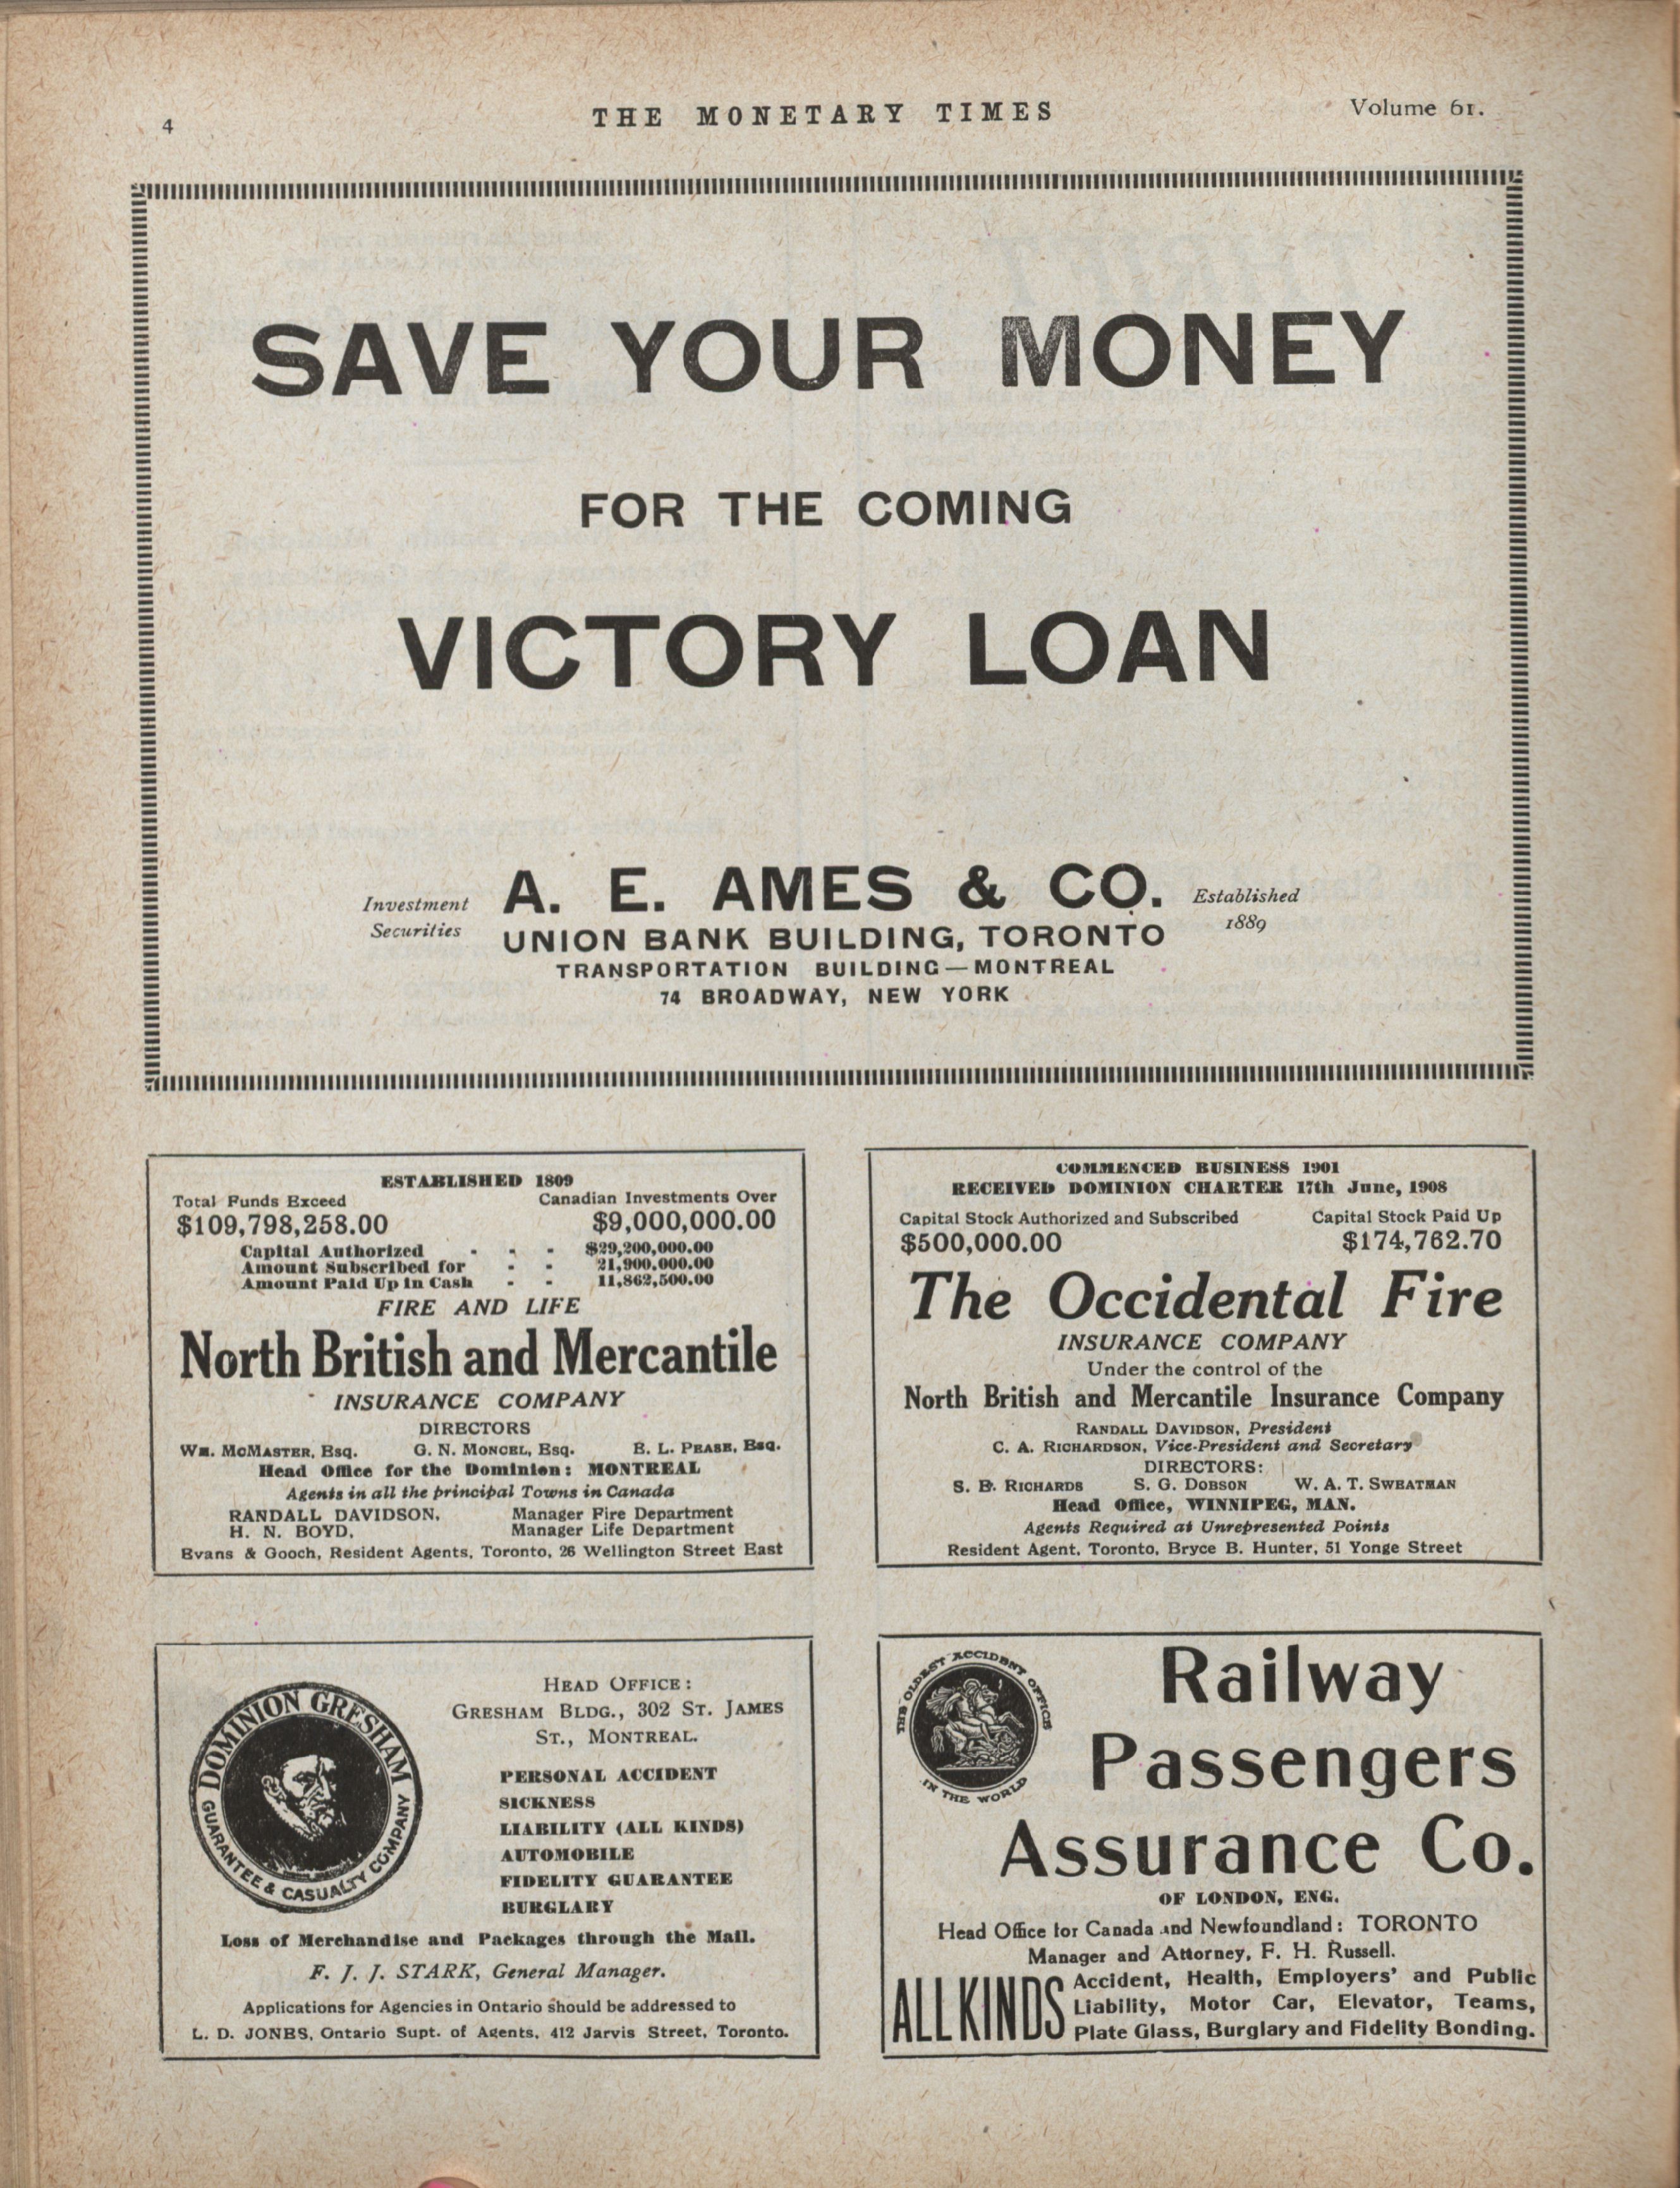 4
THE MONETARY TIMES
Volume 61.
SAVE YOUR MONEY
FOR THE COMING
VICTORY LOAN
Investment
Securities
A. E. AMES & CO.
Established
1889
UNION BANK BUILDING, TORONTO
TRANSPORTATION BUILDING—MONTREAL
74 BROADWAY, NEW YORK
ESTABLISHED 1809
Total Funds Exceed Canadian Investments Over
$109,798,258.00 $9,000,000.00
Capital Authorized - - - $29,200,000.00
Amount Subscribed for - - 21,900,000.00
Amount Paid Up in Cash - - 11,862,500.00
FIRE AND LIFE
North British and Mercantile
INSURANCE COMPANY
DIRECTORS
Wm. McMaster, Esq. G. N. Moncel, Esq. E. L. Pease, Esq.
Head Office for the Dominion: MONTREAL
Agents in all the principal Towns in Canada
RANDALL DAVIDSON, Manager Fire Department
H. N. BOYD, Manager Life Department
Evans & Gooch, Resident Agents, Toronto, 26 Wellington Street East
COMMENCED BUSINESS 1901
RECEIVED DOMINION CHARTER 17th June, 1908
Capital Stock Authorized and Subscribed Capital Stock Paid Up
$500,000.00 $174,762.70
The Occidental Fire
INSURANCE COMPANY
Under the control of the
North British and Mercantile Insurance Company
Randall Davidson, President
C. A. Richardson, Vice-President and Secretary
DIRECTORS:
S. E. Richards S. G. Dobson W. A. T. Sweatman
Head Office, WINNIPEG, MAN.
Agents Required at Unrepresented Points
Resident Agent, Toronto, Bryce B. Hunter, 51 Yonge Street
DOMINION GRESHAM
GUARANTEE & CASUALTY COMPANY
Head Office:
Gresham Bldg., 302 St. James
St., Montreal.
PERSONAL ACCIDENT
SICKNESS
LIABILITY (ALL KINDS)
AUTOMOBILE
FIDELITY GUARANTEE
BURGLARY
Loss of Merchandise and Packages through the Mail.
F. J. J. STARK, General Manager.
Applications for Agencies in Ontario should be addressed to
L. D. JONES, Ontario Supt. of Agents, 412 Jarvis Street, Toronto.
THE OLDEST ACCIDENT OFFICE
IN THE WORLD
Railway
Passengers
Assurance Co.
OF LONDON, ENG.
Head Office for Canada and Newfoundland: TORONTO
Manager and Attorney, F. H. Russell.
ALL KINDS
Accident, Health, Employers' and Public
Liability, Motor Car, Elevator, Teams,
Plate Glass, Burglary and Fidelity Bonding.